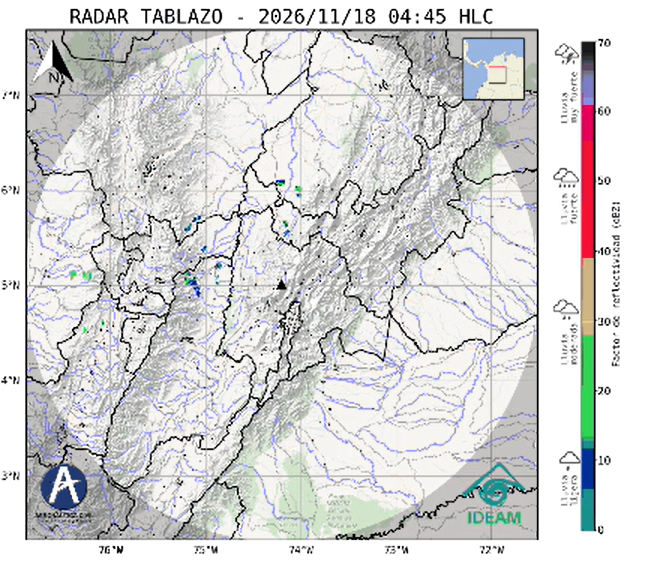 RADAR TABLAZO - 2026/11/18 04:45 HLC
N
7°N
6°N
5°N
4°N
3°N
76°W
75°W
74°W
73°W
72°W
IDEAM
70
60
50
40
30
20
10
0
Lluvia muy fuerte
Lluvia fuerte
Lluvia moderada
Lluvia ligera
Factor de reflectividad (dBZ)